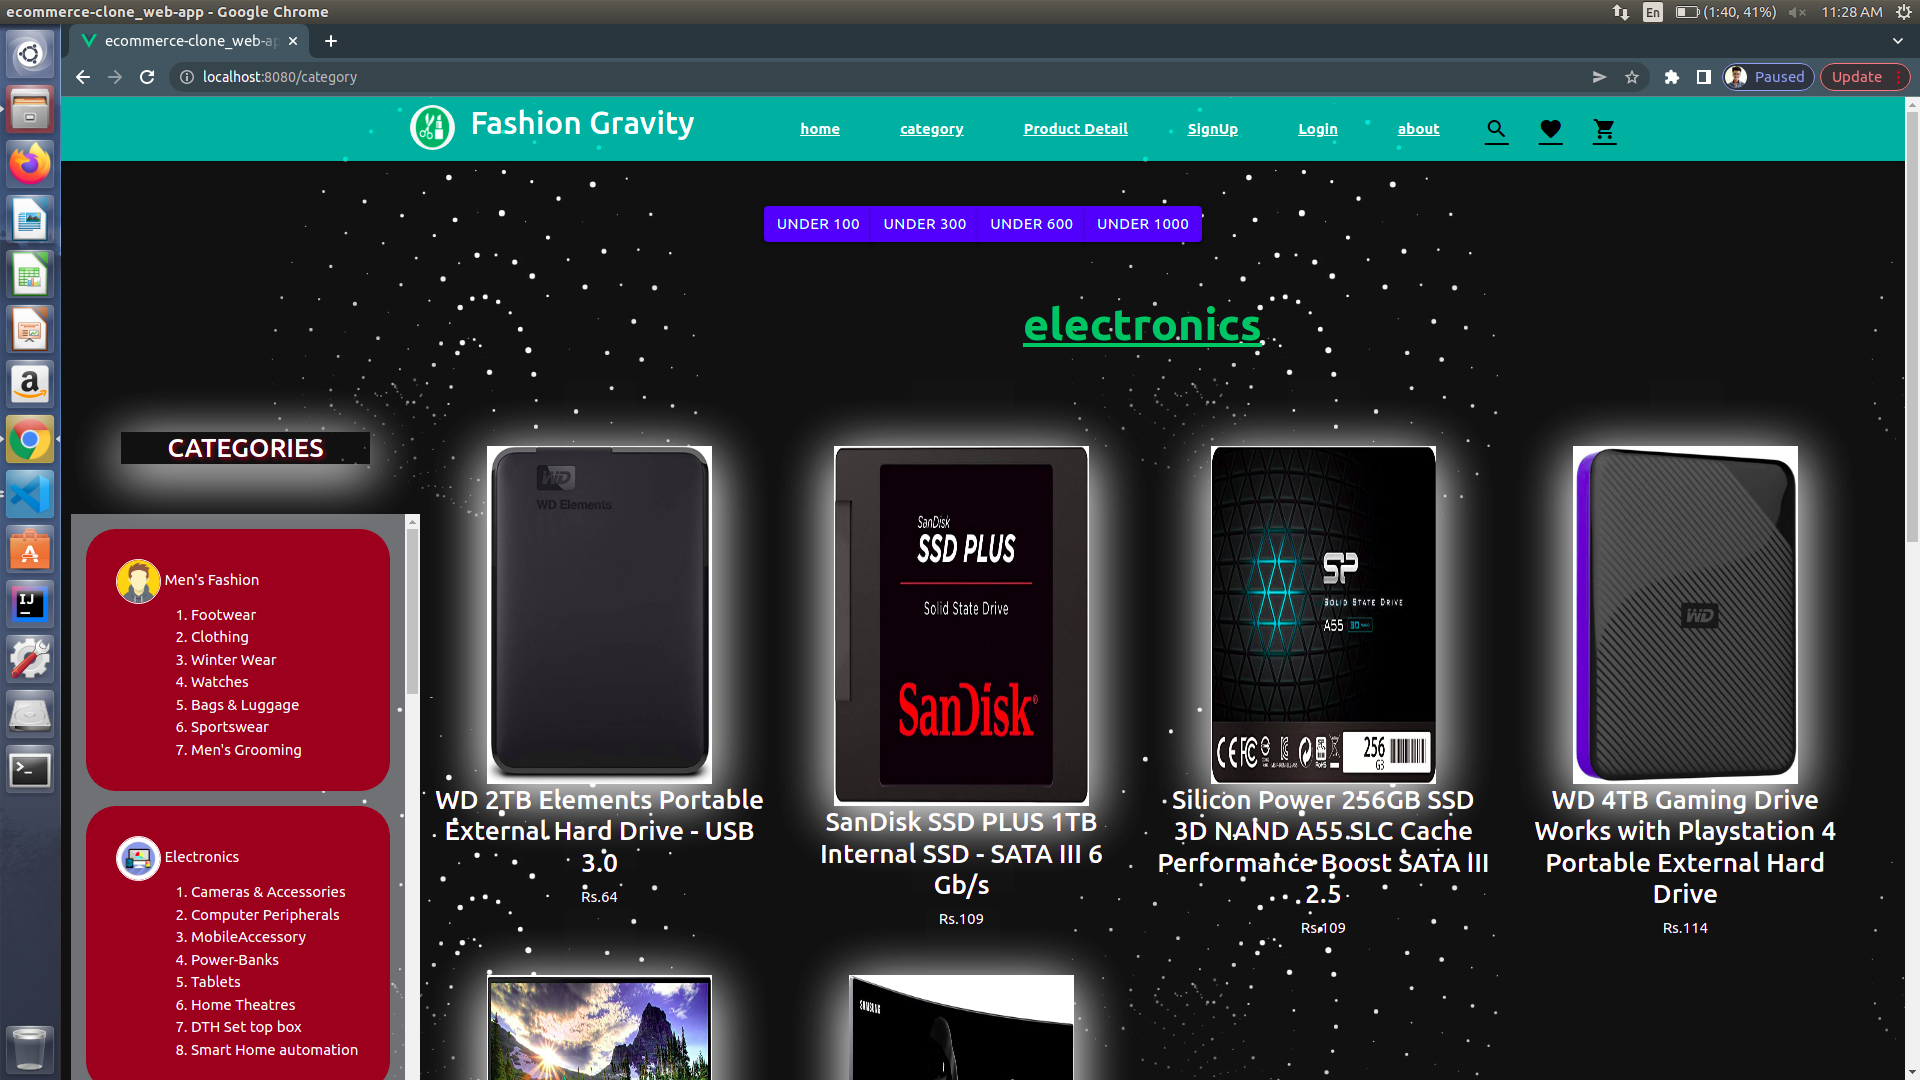 ecommerce-clone_web-app - Google Chrome
En
(1:40, 41%)
11:28 AM
ecommerce-clone_web-ap
localhost:8080/category
Paused
Update
Fashion Gravity
home
category
Product Detail
SignUp
Login
about
UNDER 100
UNDER 300
UNDER 600
UNDER 1000
electronics
CATEGORIES
Men's Fashion
1. Footwear
2. Clothing
3. Winter Wear
4. Watches
5. Bags & Luggage
6. Sportswear
7. Men's Grooming
Electronics
1. Cameras & Accessories
2. Computer Peripherals
3. MobileAccessory
4. Power-Banks
5. Tablets
6. Home Theatres
7. DTH Set top box
8. Smart Home automation
WD
WD Elements
WD 2TB Elements Portable
External Hard Drive - USB
3.0
Rs.64
SanDisk
SSD PLUS
Solid State Drive
SanDisk®
SanDisk SSD PLUS 1TB
Internal SSD - SATA III 6
Gb/s
Rs.109
SP
SOLID STATE DRIVE
A55 3D NAND
CE FC
256
G3
Silicon Power 256GB SSD
3D NAND A55 SLC Cache
Performance Boost SATA III
2.5
Rs.109
WD
WD 4TB Gaming Drive
Works with Playstation 4
Portable External Hard
Drive
Rs.114
SAMSUNG
a
IJ
A
>_